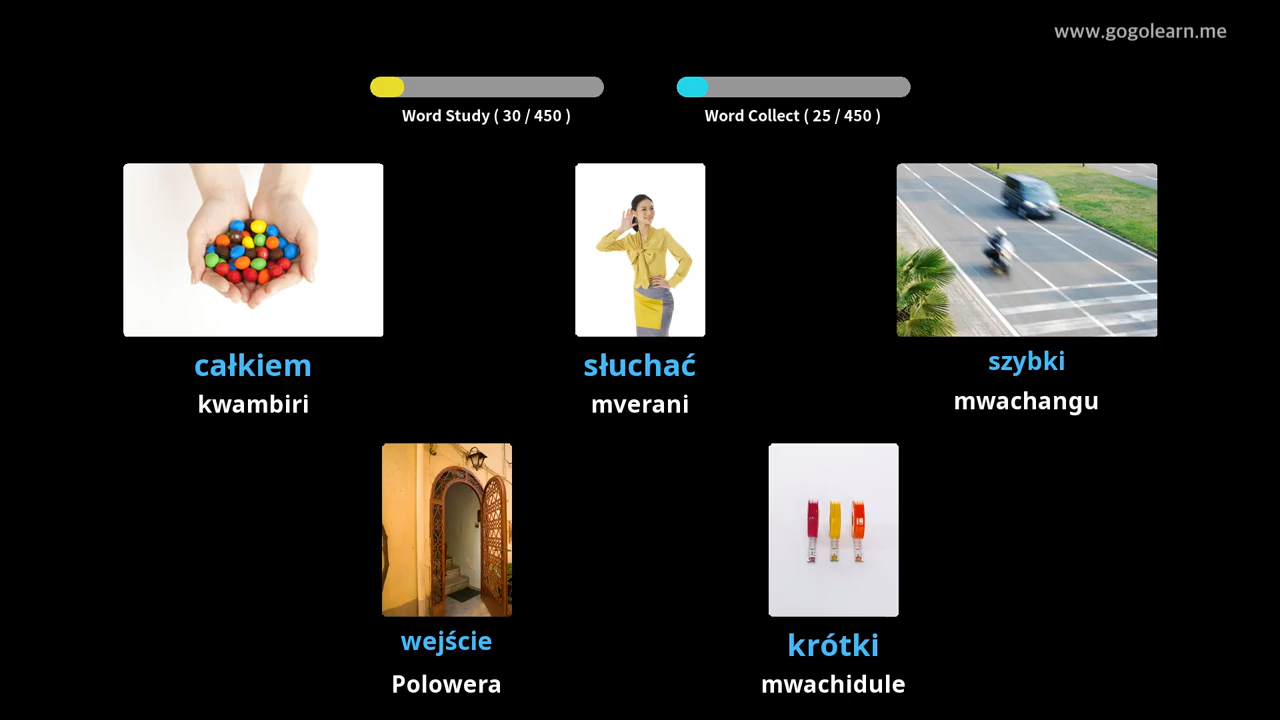 www.gogolearn.me
Word Study ( 30 / 450 )
Word Collect ( 25 / 450 )
całkiem
kwambiri
słuchać
mverani
szybki
mwachangu
wejście
Polowera
krótki
mwachidule